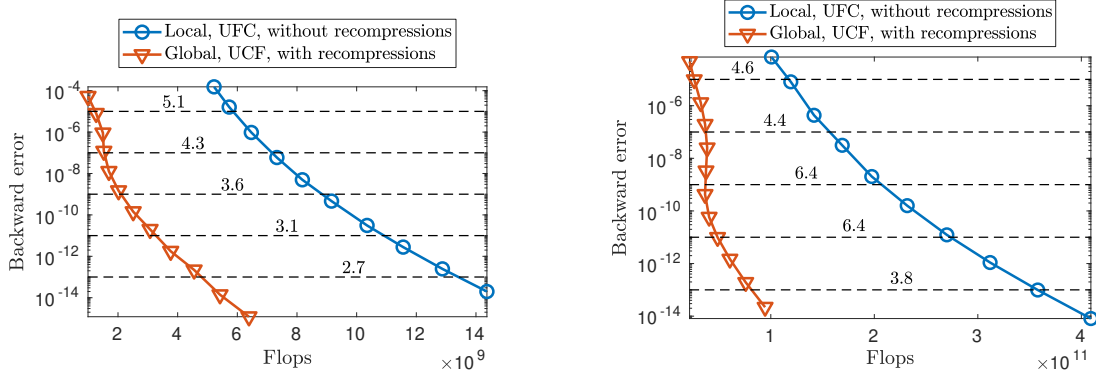 Local, UFC, without recompressions
Global, UCF, with recompressions
10^-4
10^-6
10^-8
10^-10
10^-12
10^-14
Backward error
5.1
4.3
3.6
3.1
2.7
2 4 6 8 10 12 14
Flops
×10^9
Local, UFC, without recompressions
Global, UCF, with recompressions
10^-6
10^-8
10^-10
10^-12
10^-14
Backward error
4.6
4.4
6.4
6.4
3.8
1 2 3 4
Flops
×10^11